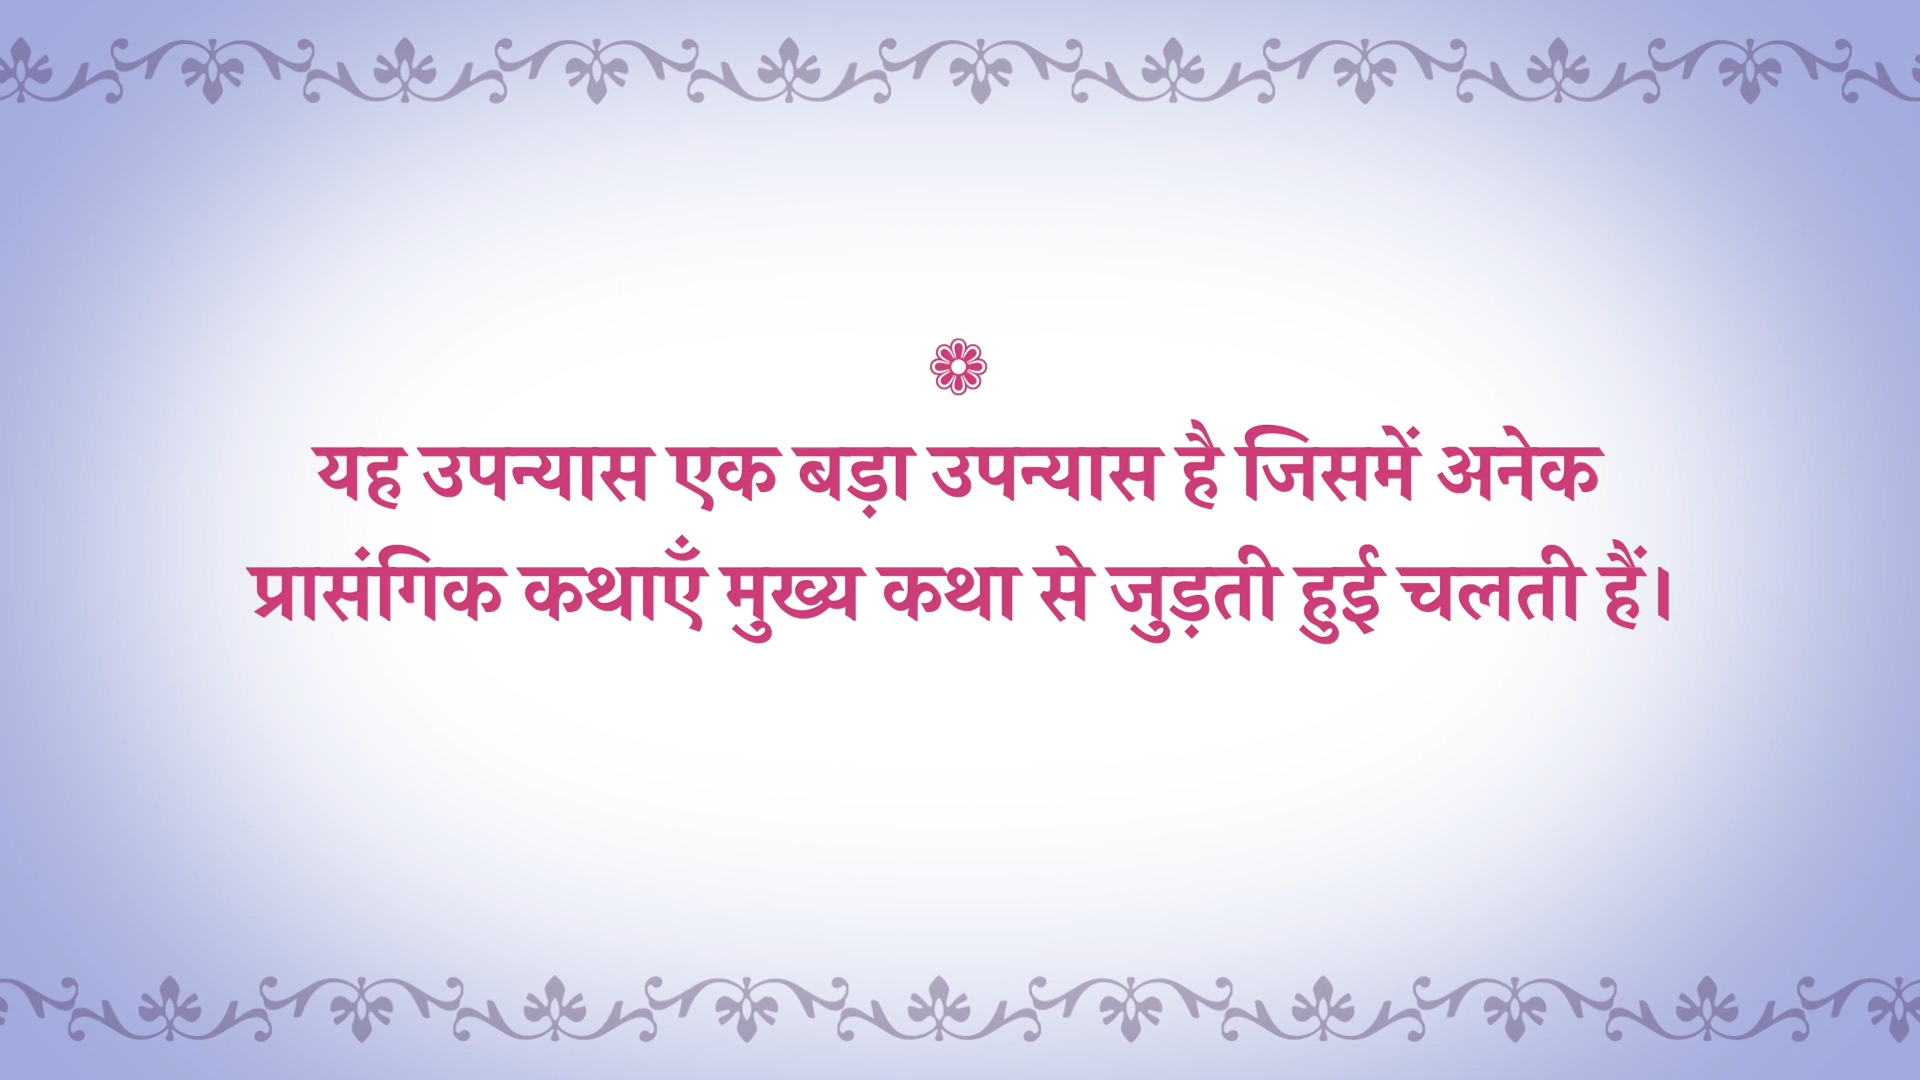 यह उपन्यास एक बड़ा उपन्यास है जिसमें अनेक
प्रासंगिक कथाएँ मुख्य कथा से जुड़ती हुई चलती हैं।